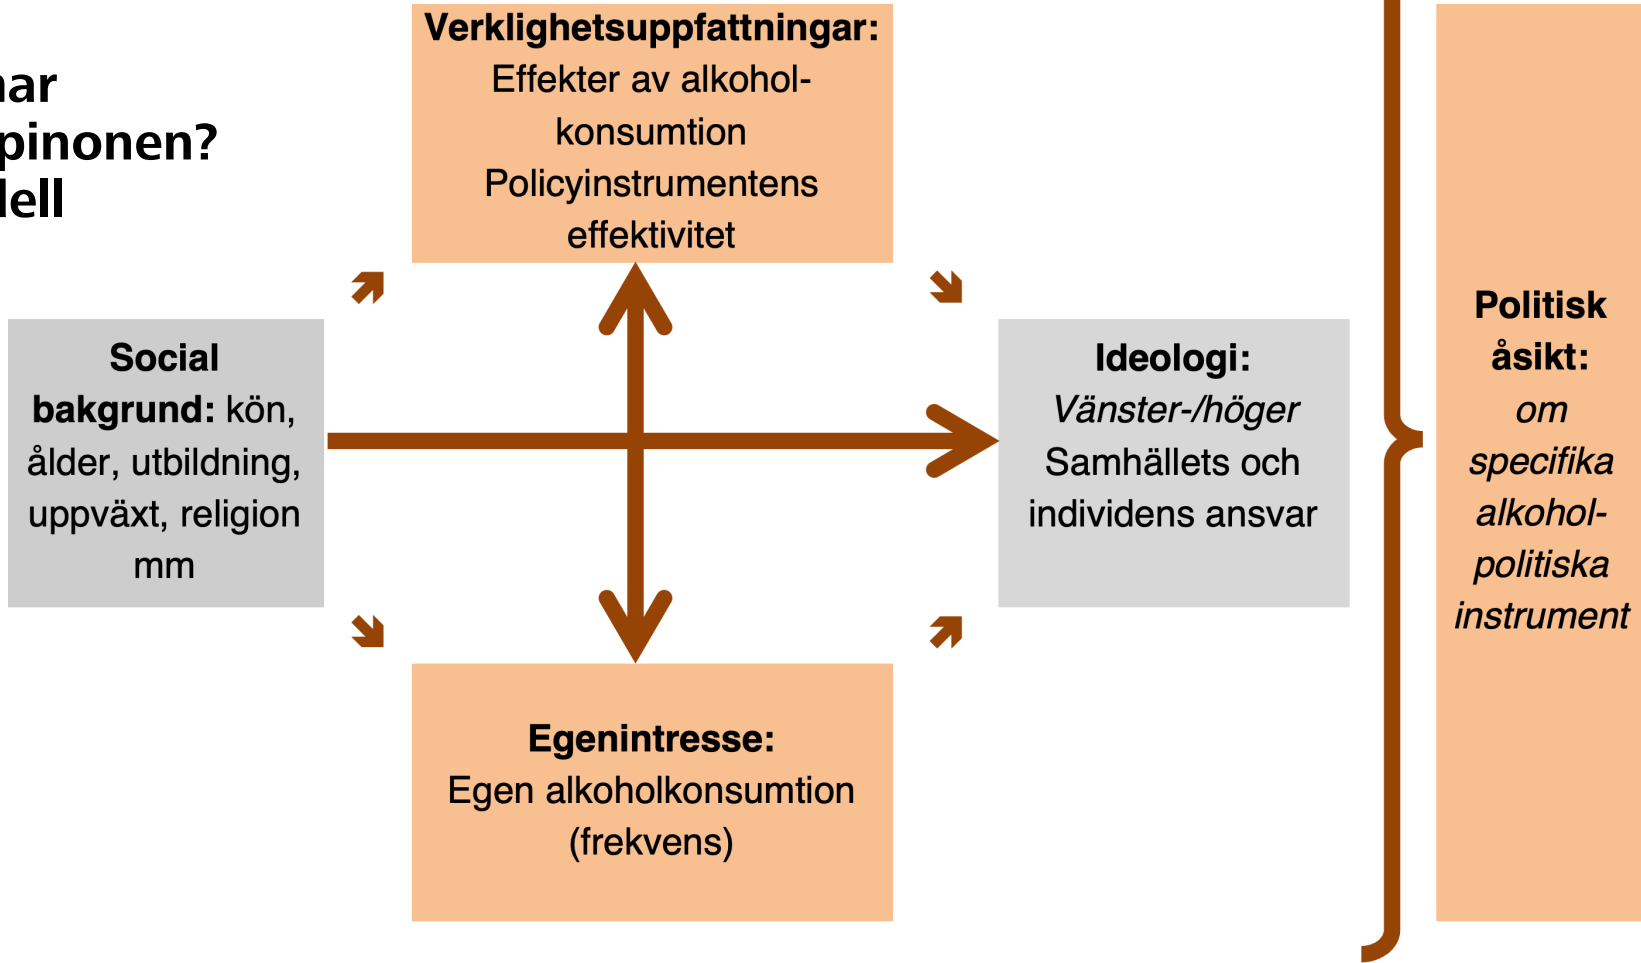 nar
pinonen?
dell
Verklighetsuppfattningar:
Effekter av alkohol-
konsumtion
Policyinstrumentens
effektivitet
Social
bakgrund: kön,
ålder, utbildning,
uppväxt, religion
mm
Ideologi:
Vänster-/höger
Samhällets och
individens ansvar
Egenintresse:
Egen alkoholkonsumtion
(frekvens)
Politisk
åsikt:
om
specifika
alkohol-
politiska
instrument